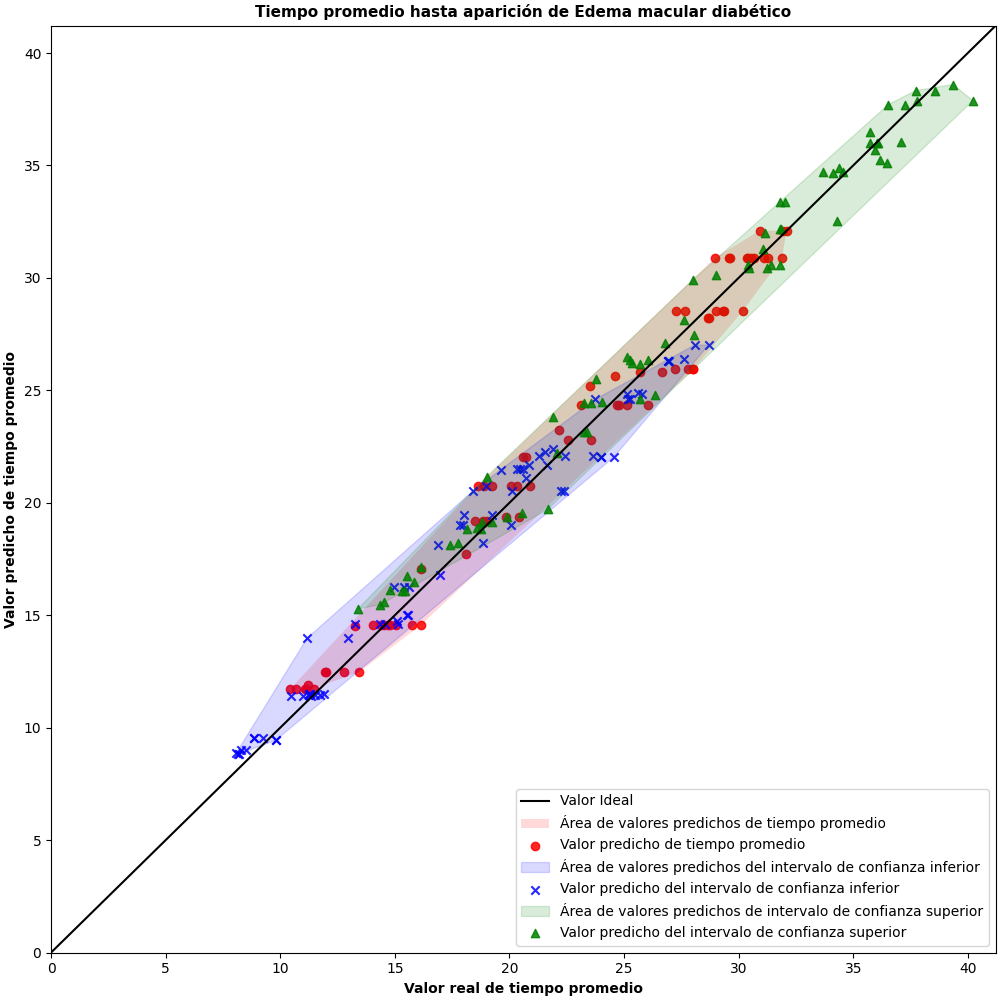 Tiempo promedio hasta aparición de Edema macular diabético
Valor predicho de tiempo promedio
40
35
30
25
20
15
10
5
0
Valor Ideal
Área de valores predichos de tiempo promedio
Valor predicho de tiempo promedio
Área de valores predichos del intervalo de confianza inferior
Valor predicho del intervalo de confianza inferior
Área de valores predichos de intervalo de confianza superior
Valor predicho del intervalo de confianza superior
0 5 10 15 20 25 30 35 40
Valor real de tiempo promedio